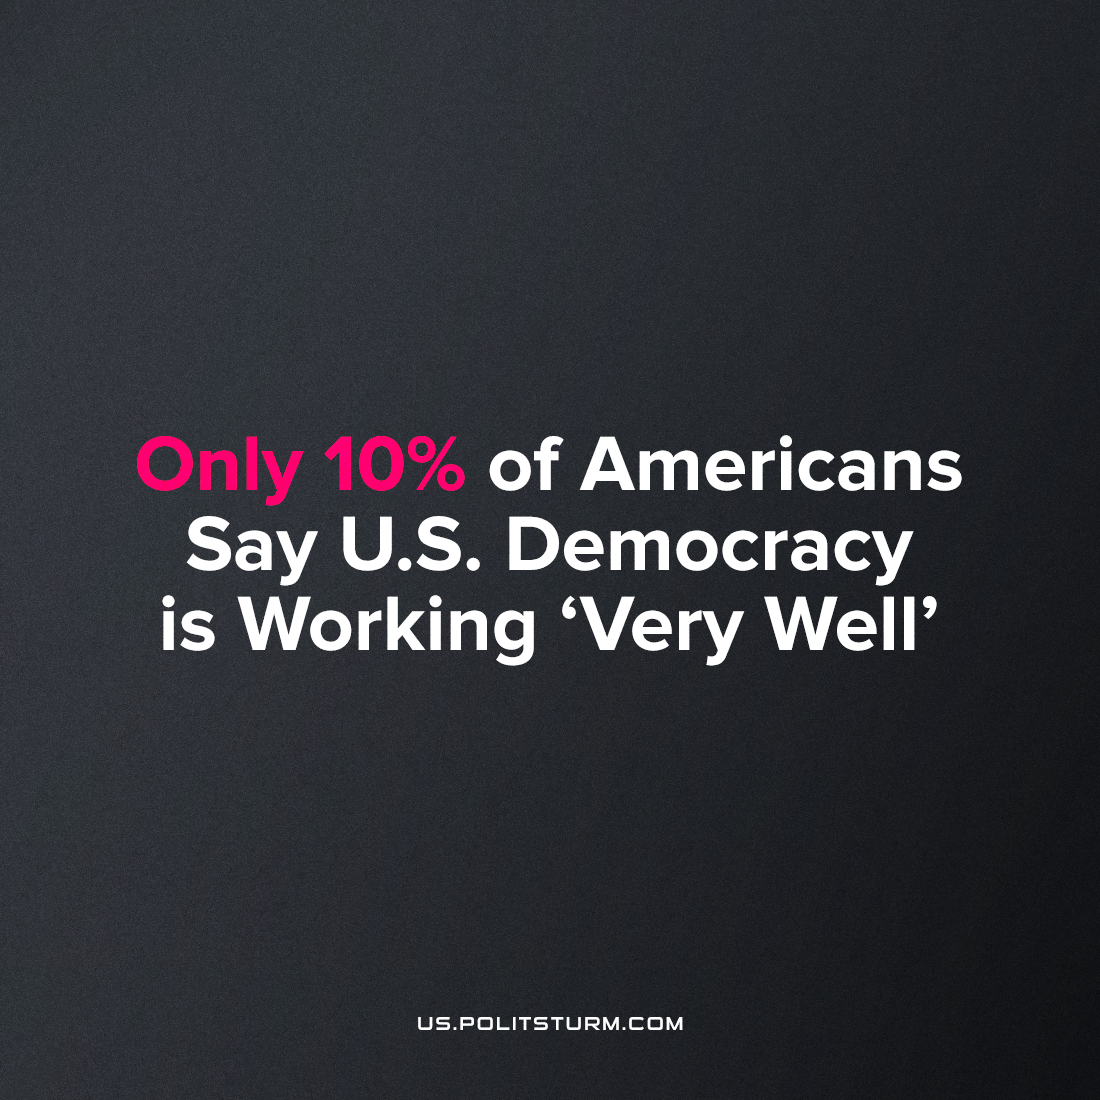 Only 10% of Americans
Say U.S. Democracy
is Working ‘Very Well’
US.POLITSTURM.COM